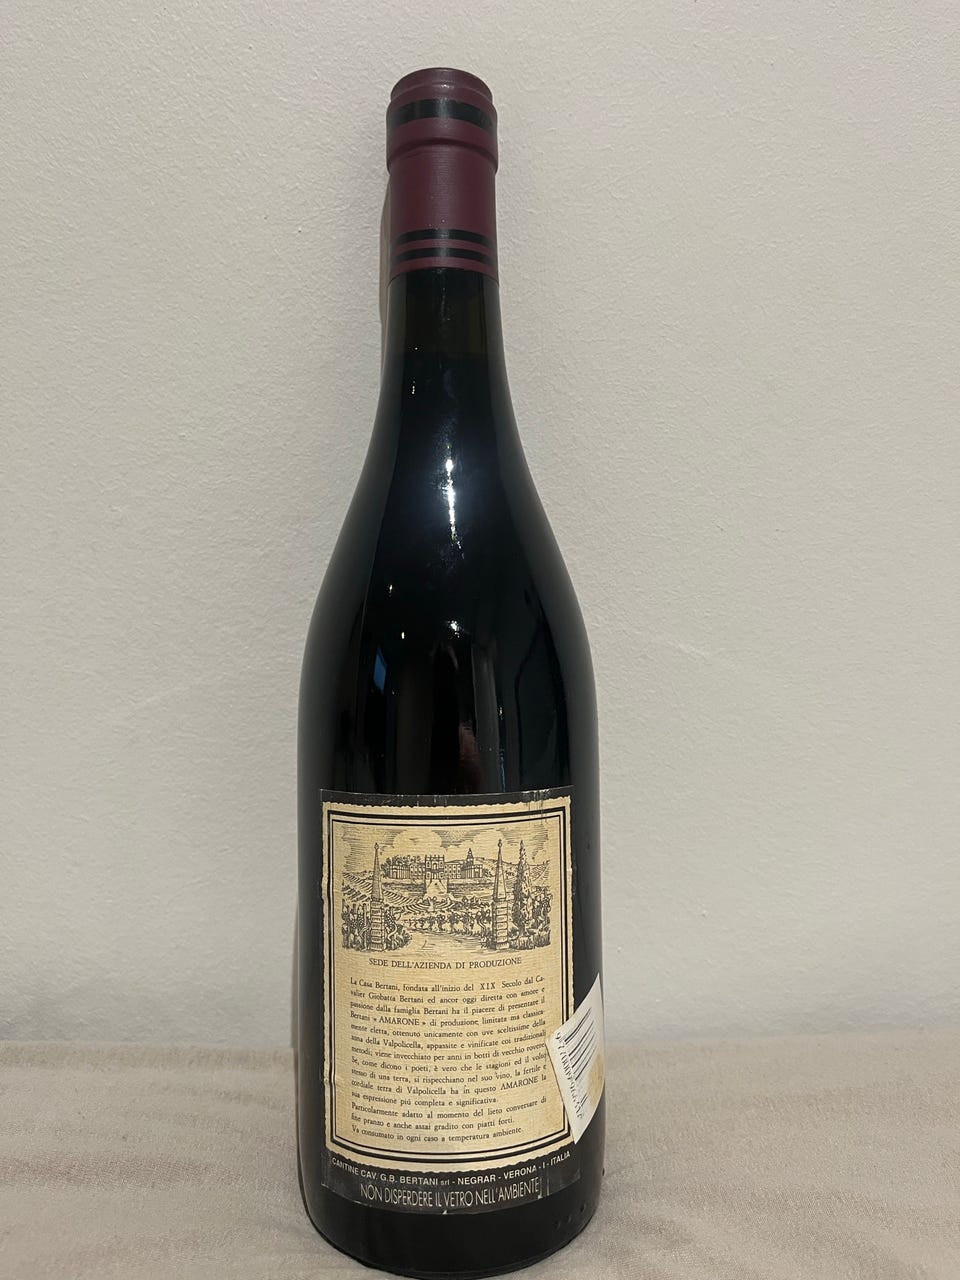 SEDE DELL'AZIENDA DI PRODUZIONE
La Casa Bertani, fondata all'inizio del XIX Secolo dal Ca-
valier Giobatta Bertani ed ancor oggi diretta con amore e
passione dalla famiglia Bertani ha il piacere di presentare il
Bertani « AMARONE » di produzione limitata ma classica-
mente eletta, ottenuto unicamente con uve sceltissime della
zona della Valpolicella, appassite e vinificate coi tradizionali
metodi; viene invecchiato per anni in botti di vecchio rovere.
Se, come dicono i poeti, è vero che le stagioni ed il volto
stesso di una terra, si rispecchiano nel suo vino, la fertile e
cordiale terra di Valpolicella ha in questo AMARONE la
sua espressione più completa e significativa.
Particolarmente adatto al momento del lieto conversare di
fine pranzo e anche assai gradito con piatti forti.
Va consumato in ogni caso a temperatura ambiente.
CANTINE CAV. G.B. BERTANI srl - NEGRAR - VERONA - I - ITALIA
NON DISPERDERE IL VETRO NELL'AMBIENTE